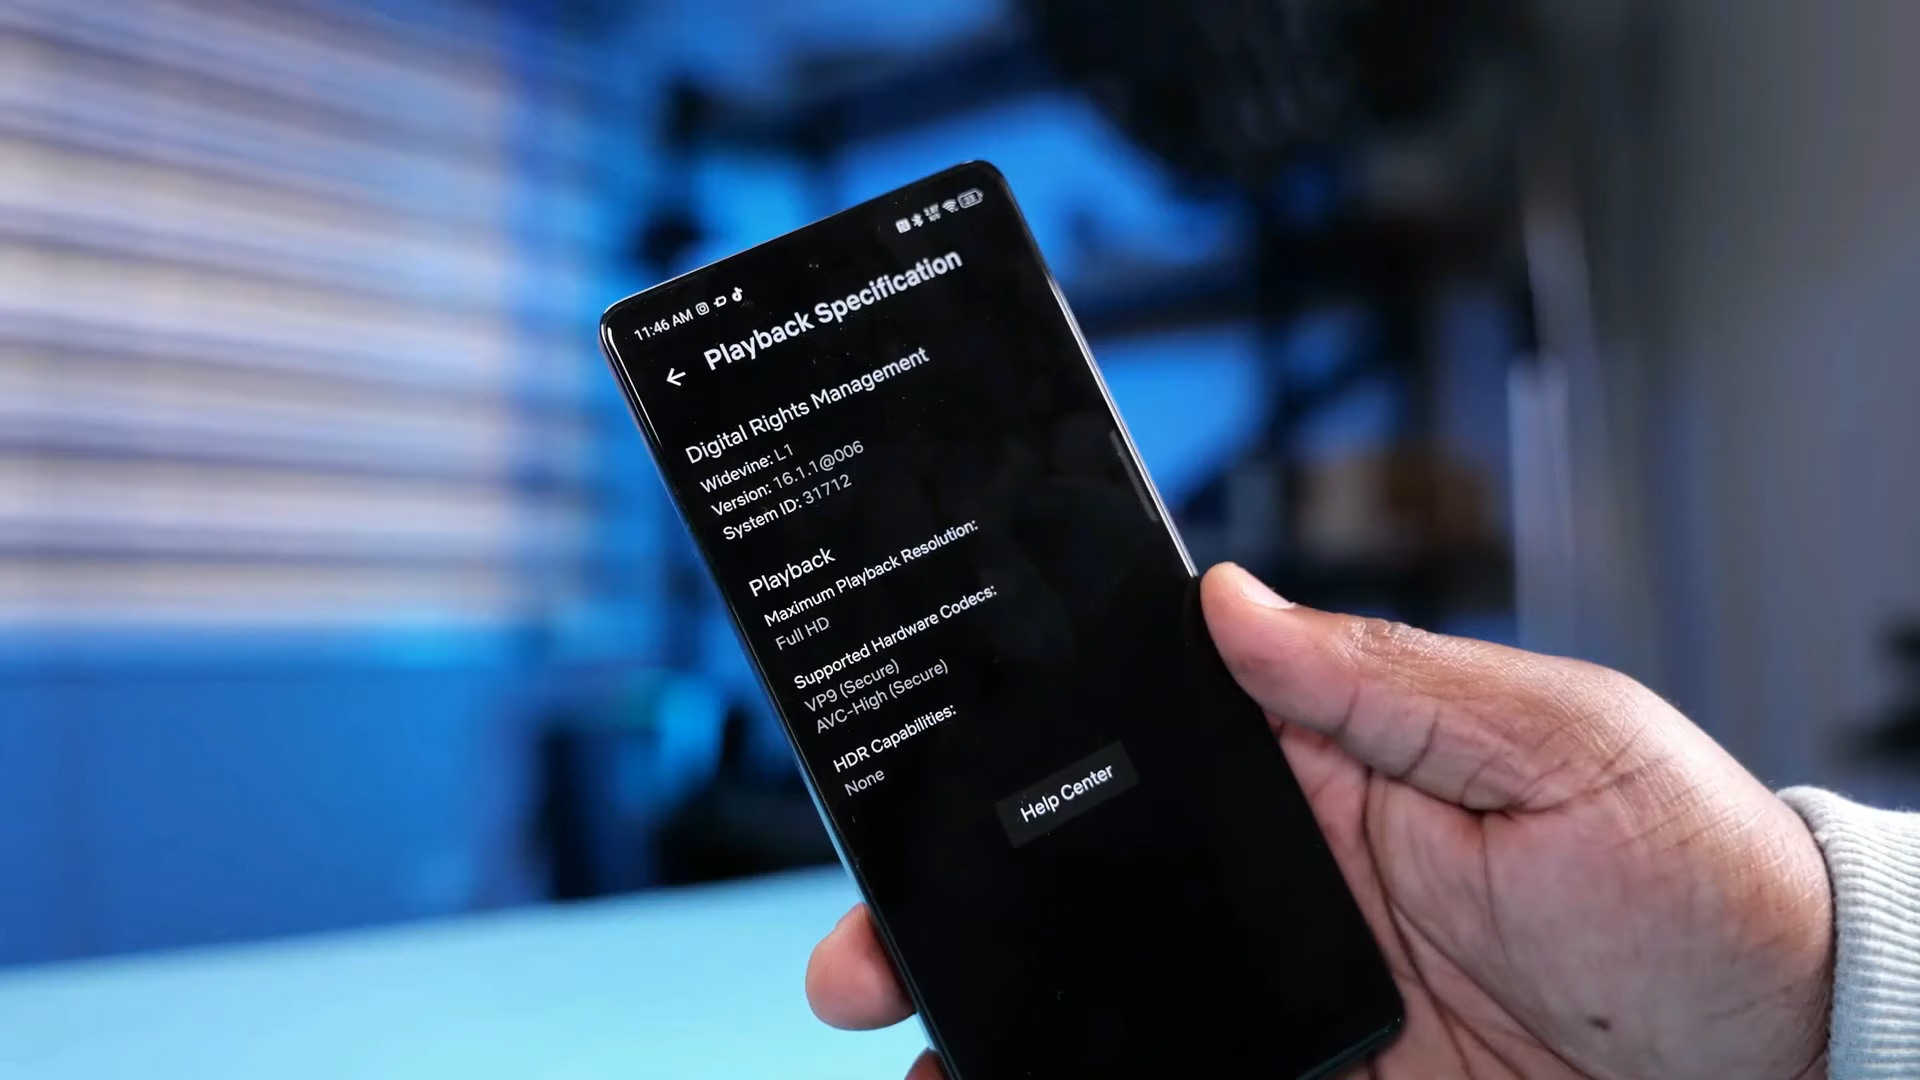 11:46 AM
Playback Specification
Digital Rights Management
Widevine: L1
Version: 16.1.1@006
System ID: 31712
Playback
Maximum Playback Resolution:
Full HD
Supported Hardware Codecs:
VP9 (Secure)
AVC-High (Secure)
HDR Capabilities:
None
Help Center